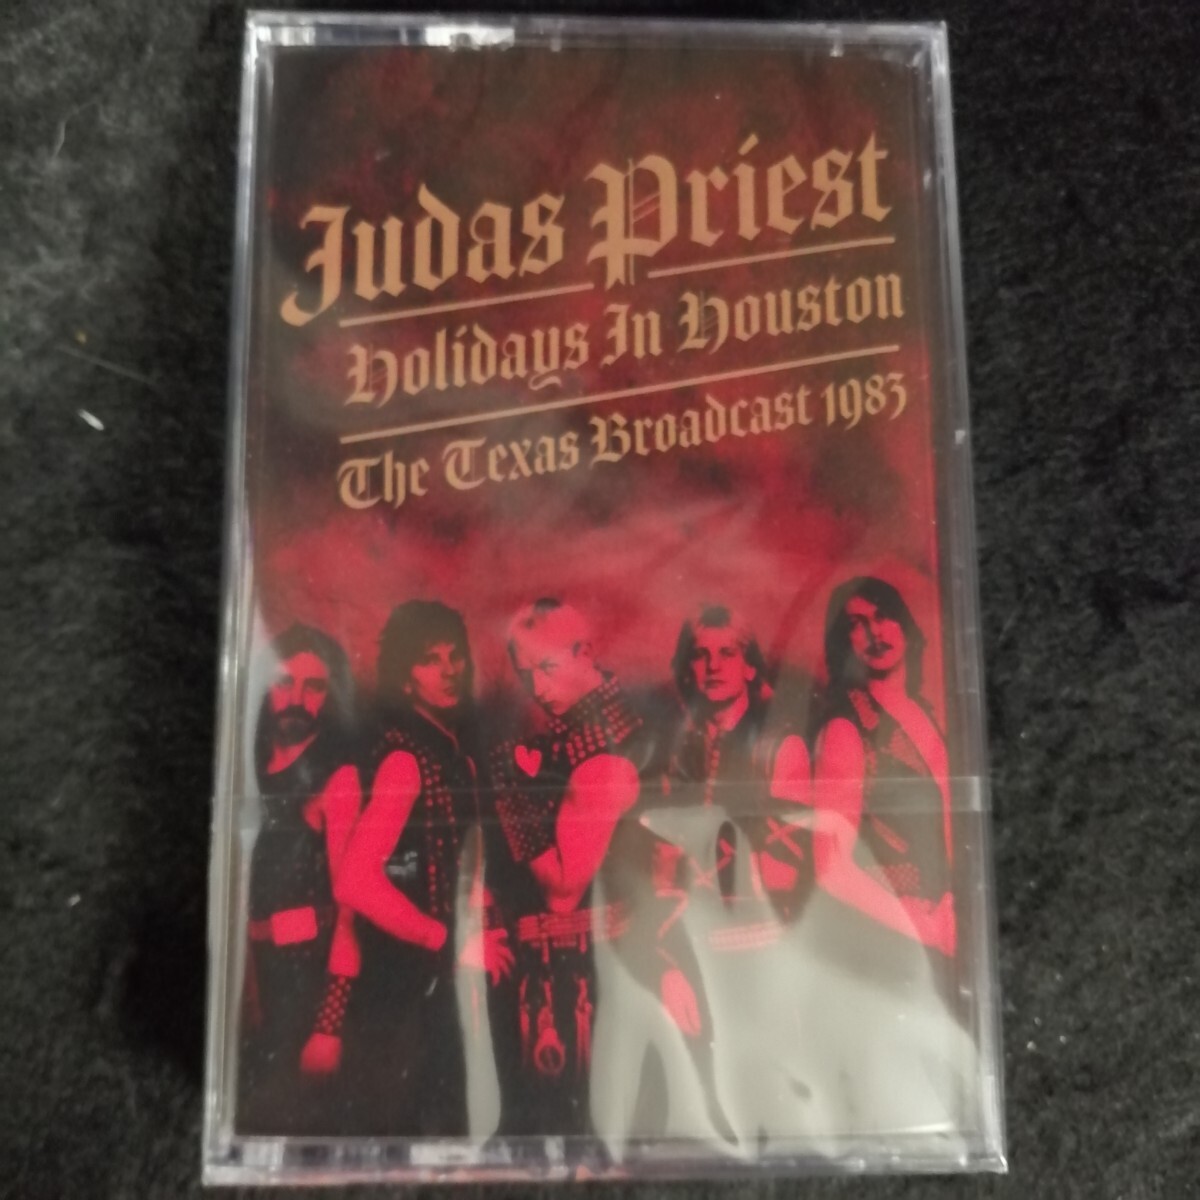 Judas Priest
Holidays In Houston
The Texas Broadcast 1983